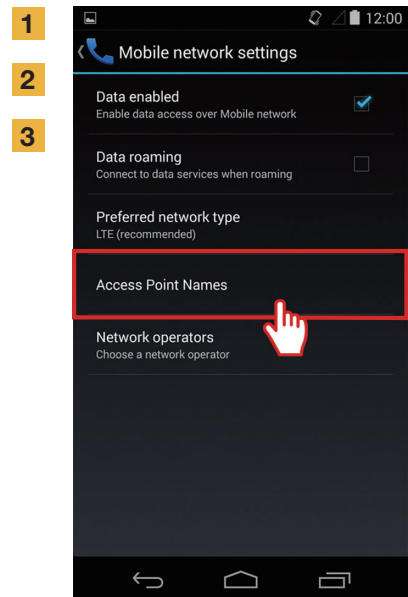 1
2
3
12:00
Mobile network settings
Data enabled
Enable data access over Mobile network
Data roaming
Connect to data services when roaming
Preferred network type
LTE (recommended)
Access Point Names
Network operators
Choose a network operator